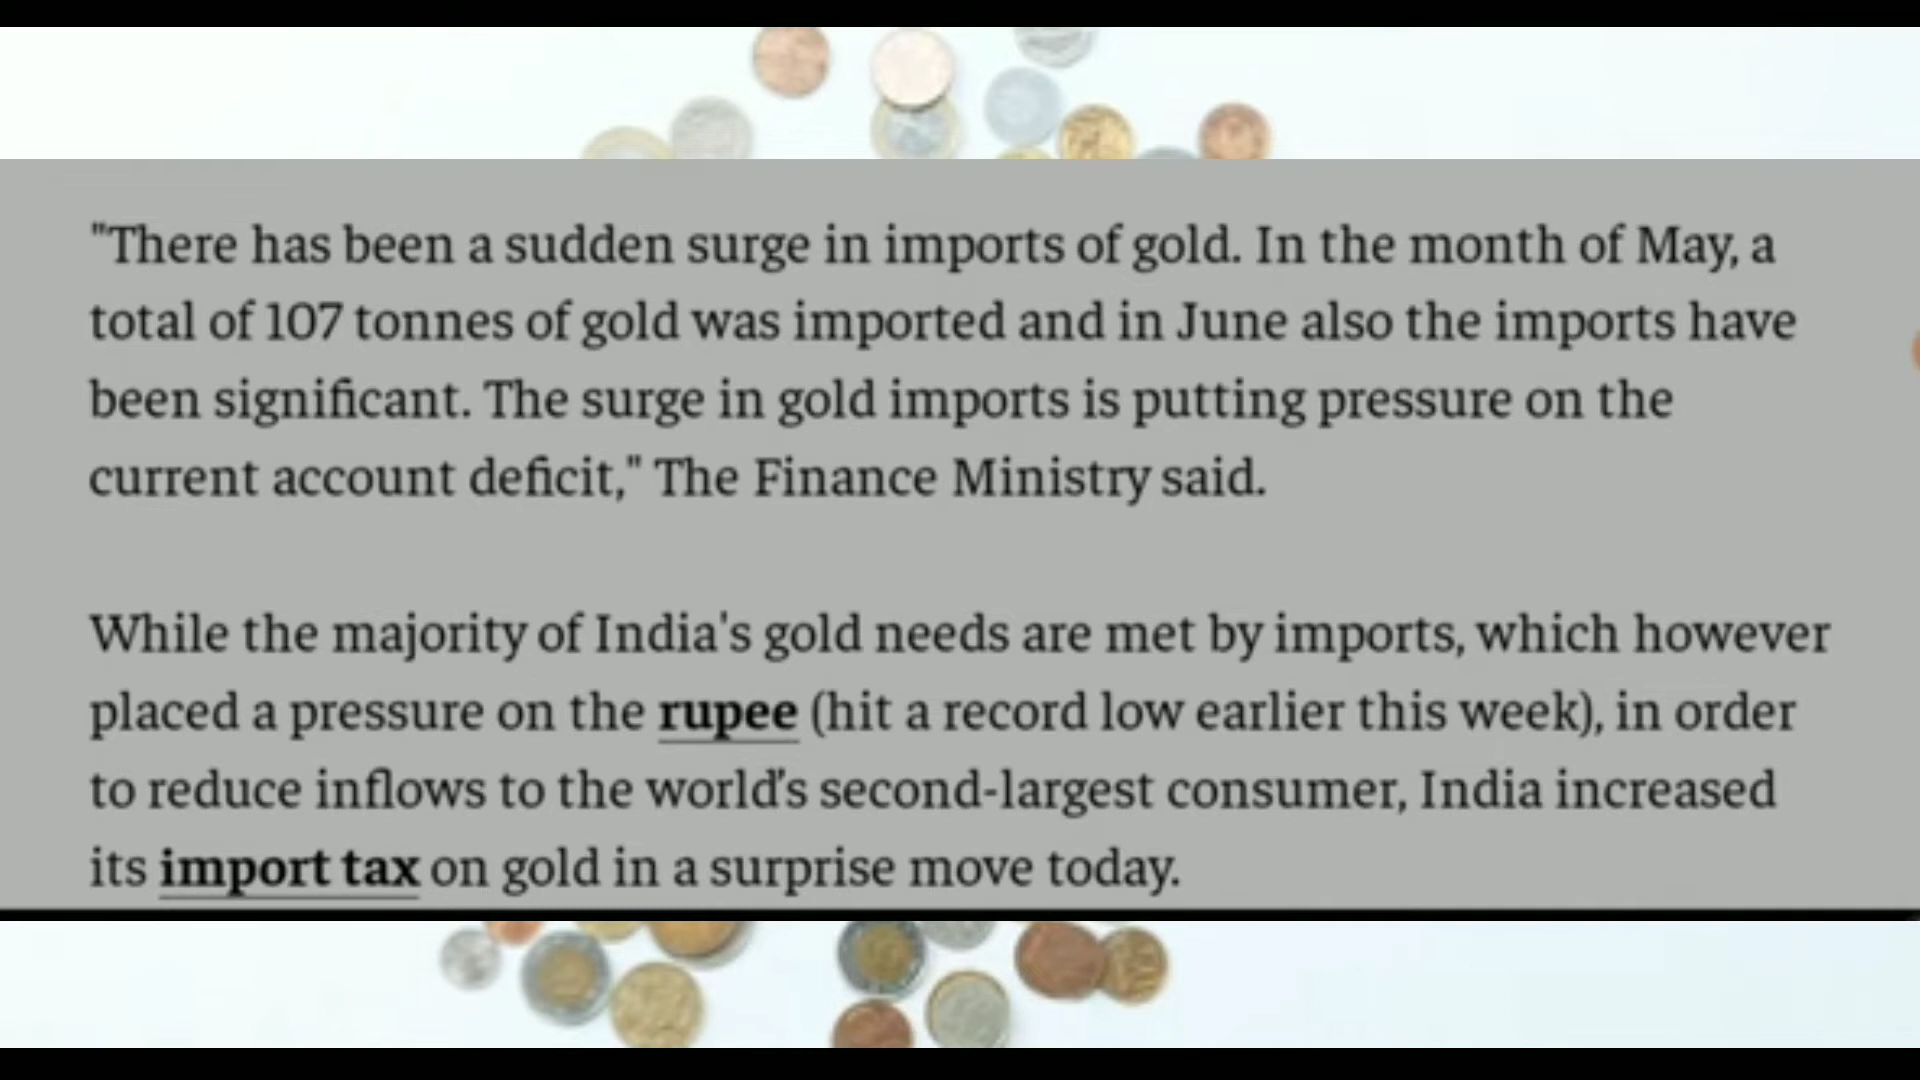 "There has been a sudden surge in imports of gold. In the month of May, a
total of 107 tonnes of gold was imported and in June also the imports have
been significant. The surge in gold imports is putting pressure on the
current account deficit," The Finance Ministry said.
While the majority of India's gold needs are met by imports, which however
placed a pressure on the rupee (hit a record low earlier this week), in order
to reduce inflows to the world's second-largest consumer, India increased
its import tax on gold in a surprise move today.